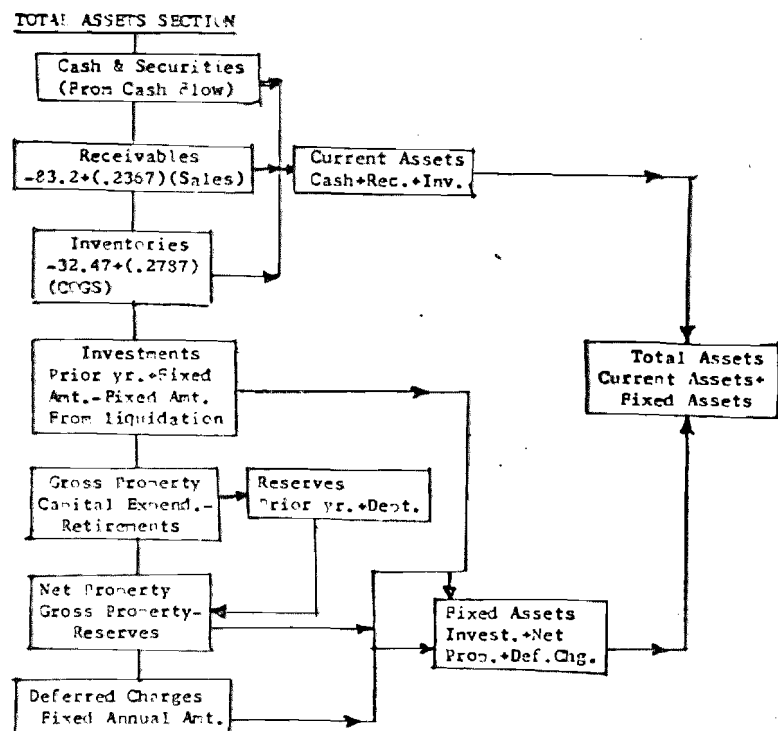 TOTAL ASSETS SECTION
Cash & Securities
(From Cash Flow)
Receivables
-83.2+(.2367)(Sales)
Current Assets
Cash+Rec.+Inv.
Inventories
-32.47+(.2787)
(COGS)
Investments
Prior yr.+Fixed
Amt.-Fixed Amt.
From liquidation
Total Assets
Current Assets+
Fixed Assets
Gross Property
Capital Expend.-
Retirements
Reserves
Prior yr.+Dept.
Net Property
Gross Property-
Reserves
Fixed Assets
Invest.+Net
Prop.+Def.Chg.
Deferred Charges
Fixed Annual Amt.